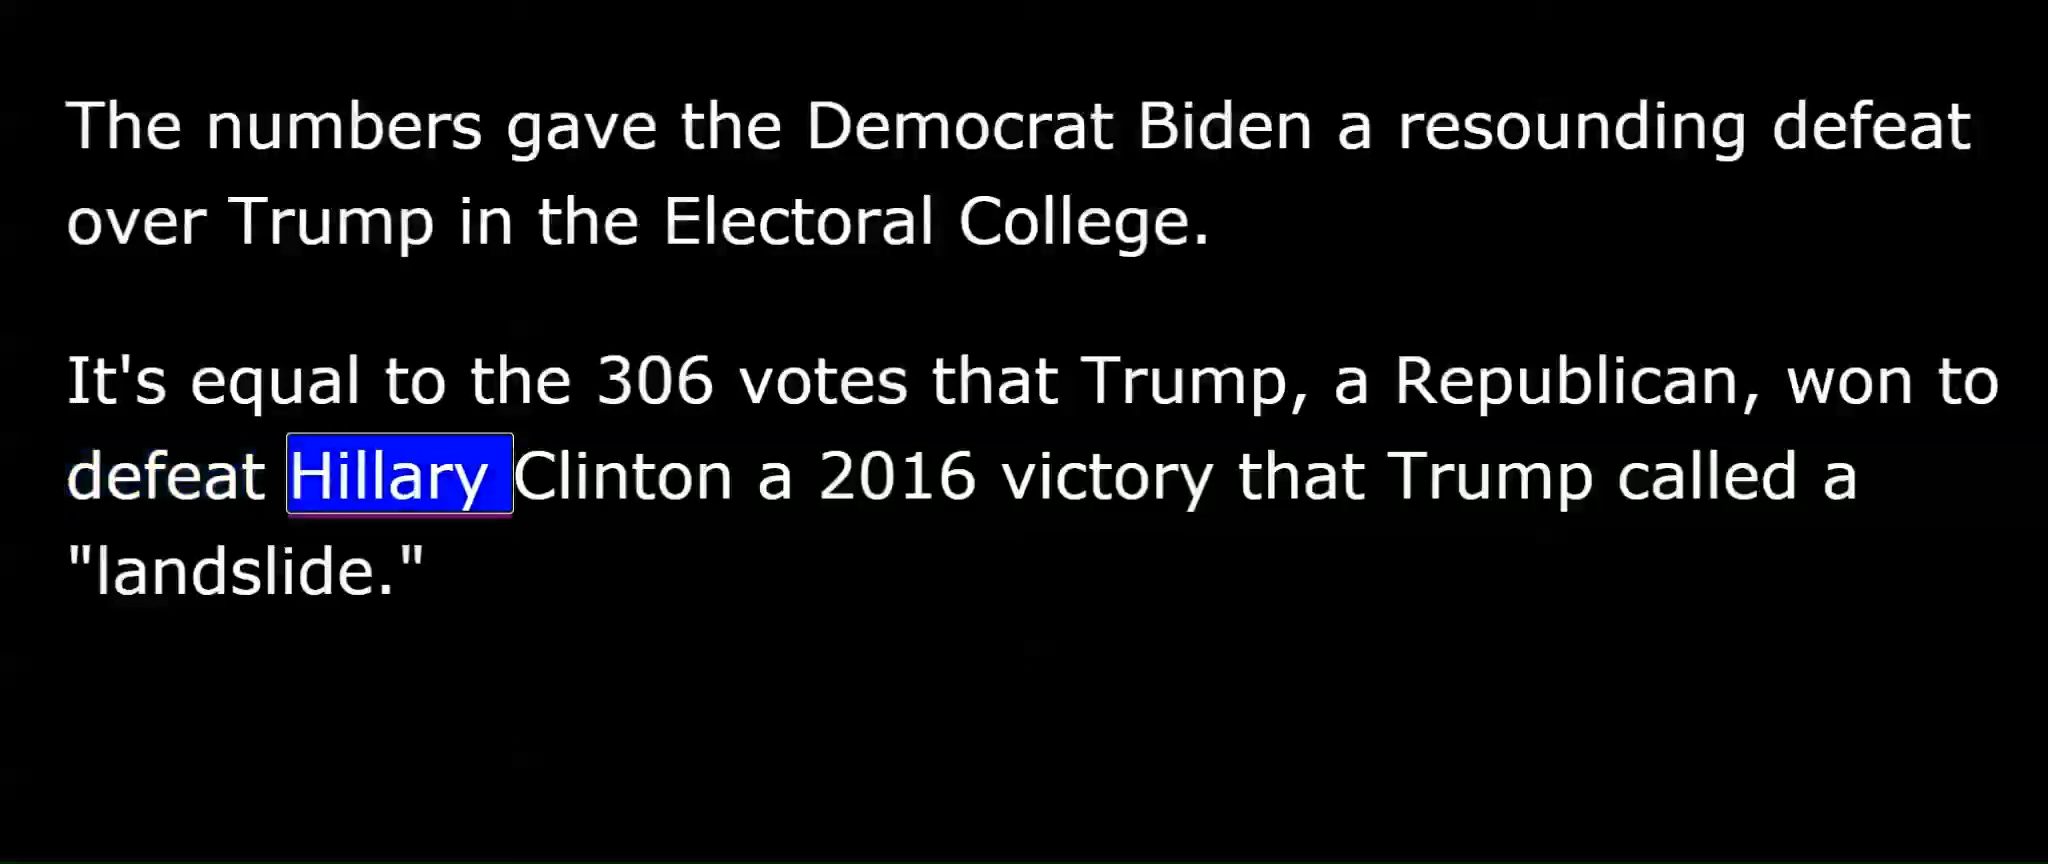 The numbers gave the Democrat Biden a resounding defeat
over Trump in the Electoral College.
It's equal to the 306 votes that Trump, a Republican, won to
defeat Hillary Clinton a 2016 victory that Trump called a
"landslide."